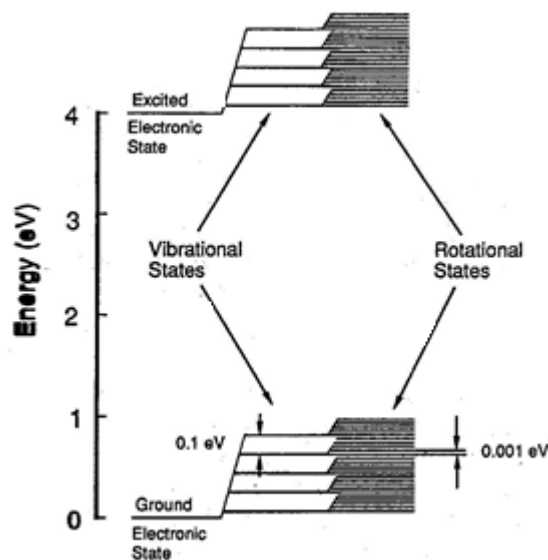 Excited
4
Electronic
State
3
Energy (eV)
Vibrational
States
Rotational
States
2
1
0.1 eV
0.001 eV
Ground
0
Electronic
State